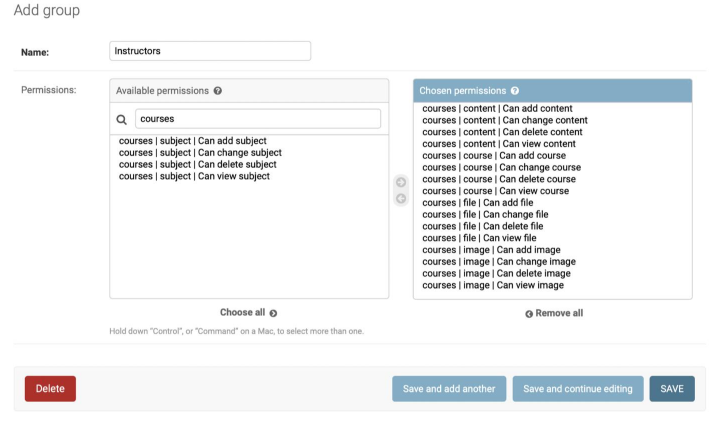 Add group
Name:
Instructors
Permissions:
Available permissions ?
courses
courses | subject | Can add subject
courses | subject | Can change subject
courses | subject | Can delete subject
courses | subject | Can view subject
Choose all
Hold down “Control”, or “Command” on a Mac, to select more than one.
Chosen permissions ?
courses | content | Can add content
courses | content | Can change content
courses | content | Can delete content
courses | content | Can view content
courses | course | Can add course
courses | course | Can change course
courses | course | Can delete course
courses | course | Can view course
courses | file | Can add file
courses | file | Can change file
courses | file | Can delete file
courses | file | Can view file
courses | image | Can add image
courses | image | Can change image
courses | image | Can delete image
courses | image | Can view image
Remove all
Delete
Save and add another
Save and continue editing
SAVE